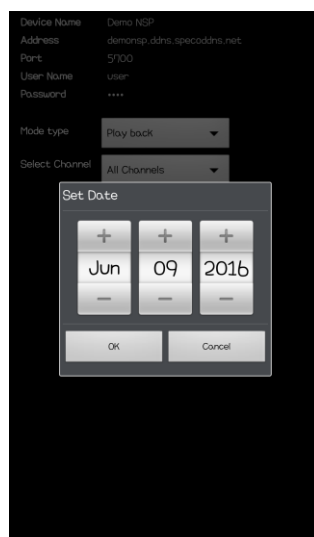 Device Name Demo NSP
Address demonsp.ddns.specoddns.net
Port 5100
User Name user
Password ····
Mode type Play back
Select Channel All Channels
Set Date
+ + +
Jun 09 2016
- - -
OK Cancel